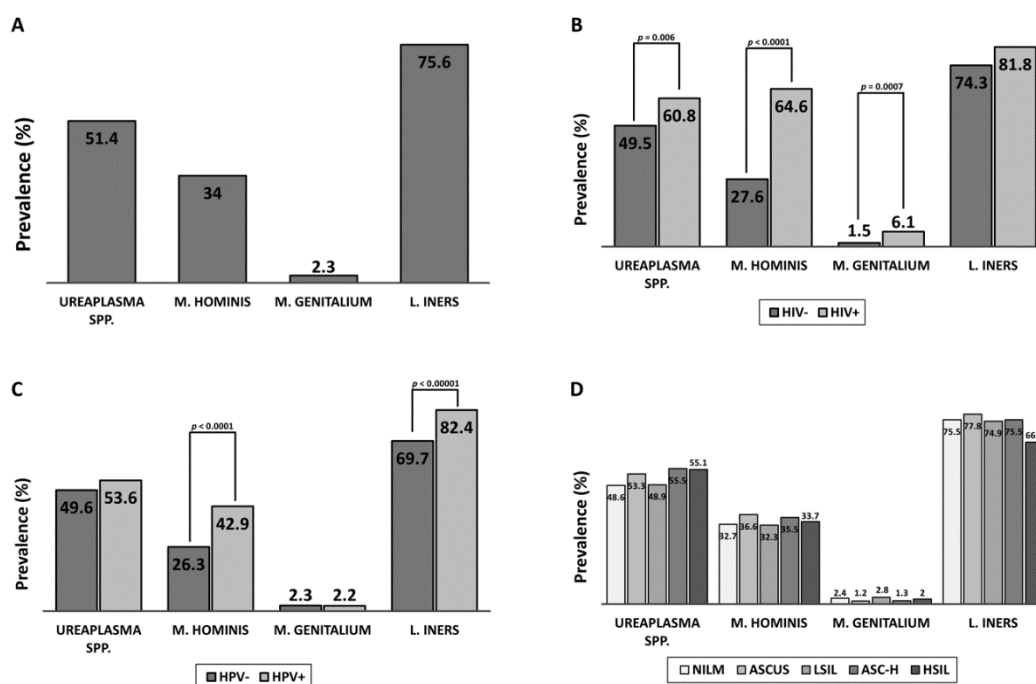 A
Prevalence (%)
51.4
34
2.3
75.6
UREAPLASMA SPP.
M. HOMINIS
M. GENITALIUM
L. INERS
B
Prevalence (%)
p = 0.006
p < 0.0001
p = 0.0007
49.5
60.8
27.6
64.6
1.5
6.1
74.3
81.8
UREAPLASMA SPP.
M. HOMINIS
M. GENITALIUM
L. INERS
HIV- HIV+
C
Prevalence (%)
p < 0.0001
p < 0.00001
49.6
53.6
26.3
42.9
2.3
2.2
69.7
82.4
UREAPLASMA SPP.
M. HOMINIS
M. GENITALIUM
L. INERS
HPV- HPV+
D
Prevalence (%)
48.6
53.3
48.9
55.5
55.1
32.7
36.6
32.3
35.5
33.7
2.4
1.2
2.8
1.3
2
75.5
77.8
74.9
75.5
66
UREAPLASMA SPP.
M. HOMINIS
M. GENITALIUM
L. INERS
NILM ASCUS LSIL ASC-H HSIL